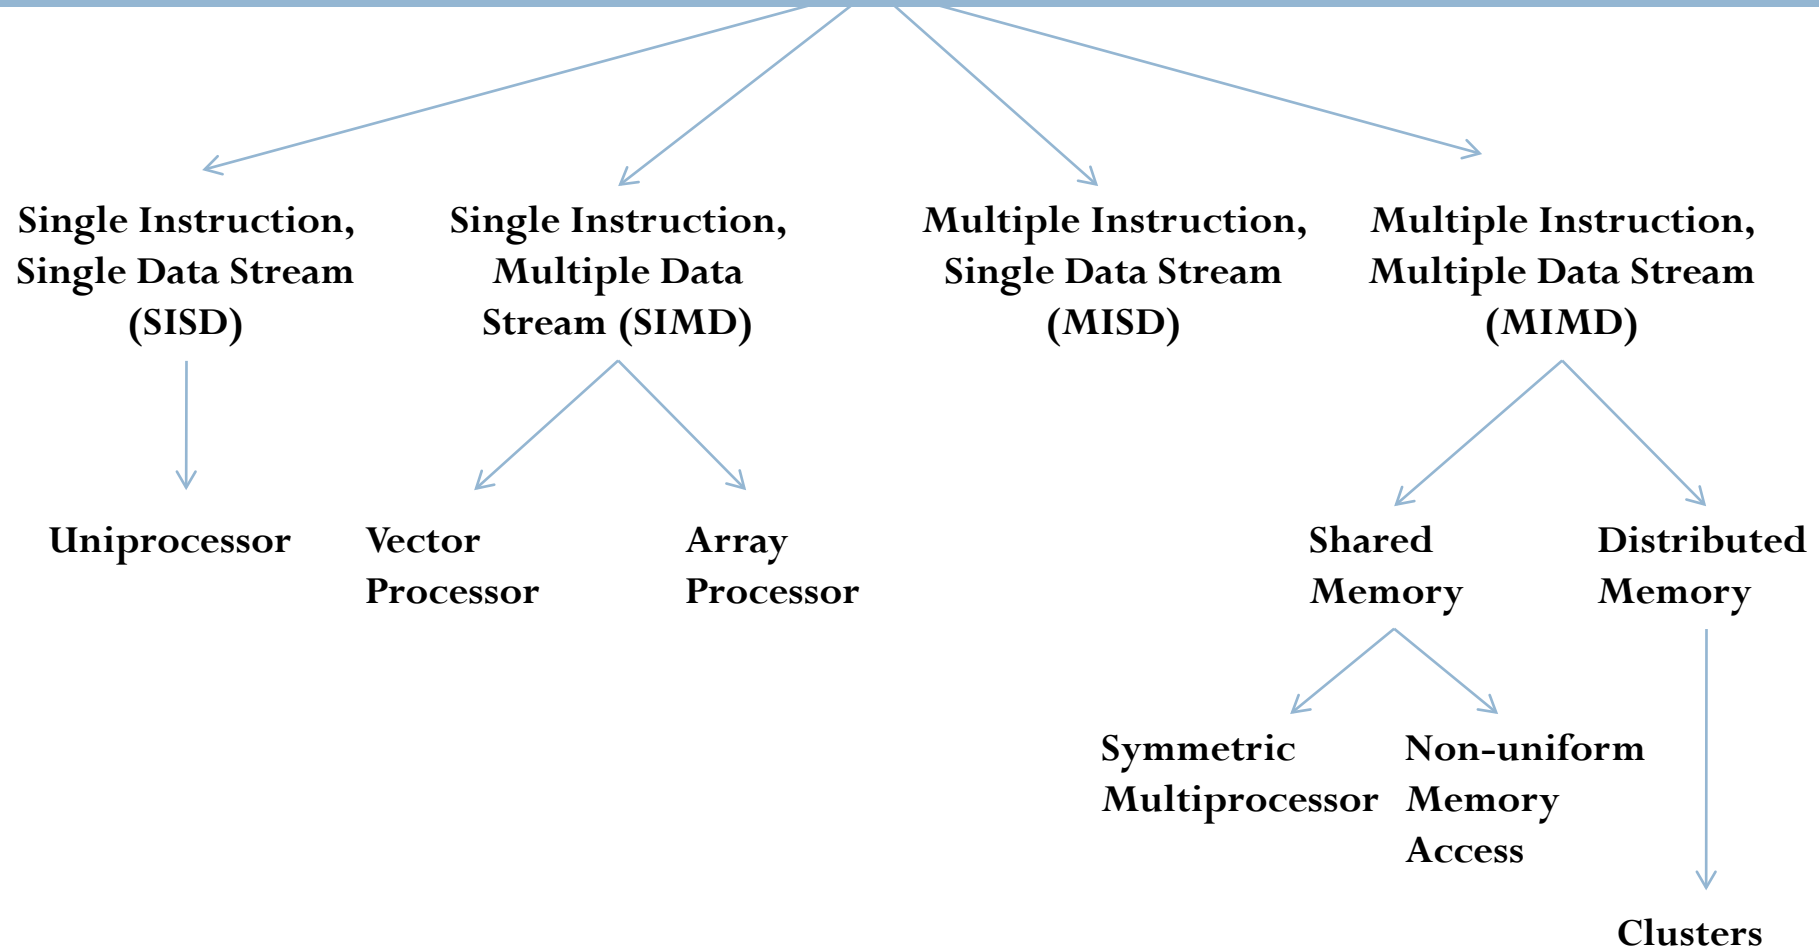 Single Instruction,
Single Data Stream
(SISD)
Single Instruction,
Multiple Data
Stream (SIMD)
Multiple Instruction,
Single Data Stream
(MISD)
Multiple Instruction,
Multiple Data Stream
(MIMD)
Uniprocessor
Vector
Processor
Array
Processor
Shared
Memory
Distributed
Memory
Symmetric
Multiprocessor
Non-uniform
Memory
Access
Clusters